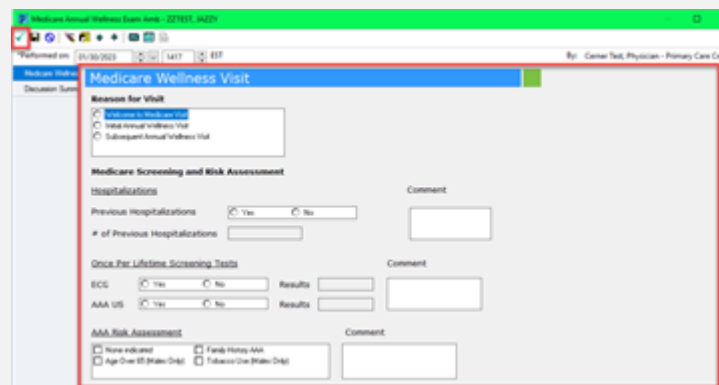 Medicare Annual Wellness Exam Amb - ZZTEST, JAZZY
*Performed on: 01/30/2023 1417 EST By: Cerner Test, Physician - Primary Care
Medicare Wellness
Discussion Summ
Medicare Wellness Visit
Reason for Visit
Welcome to Medicare Visit
Initial Annual Wellness Visit
Subsequent Annual Wellness Visit
Medicare Screening and Risk Assessment
Hospitalizations Comment
Previous Hospitalizations Yes No
# of Previous Hospitalizations
Once Per Lifetime Screening Tests Comment
ECG Yes No Results
AAA US Yes No Results
AAA Risk Assessment Comment
None indicated Family History AAA
Age Over 65 (Males Only) Tobacco Use (Males Only)